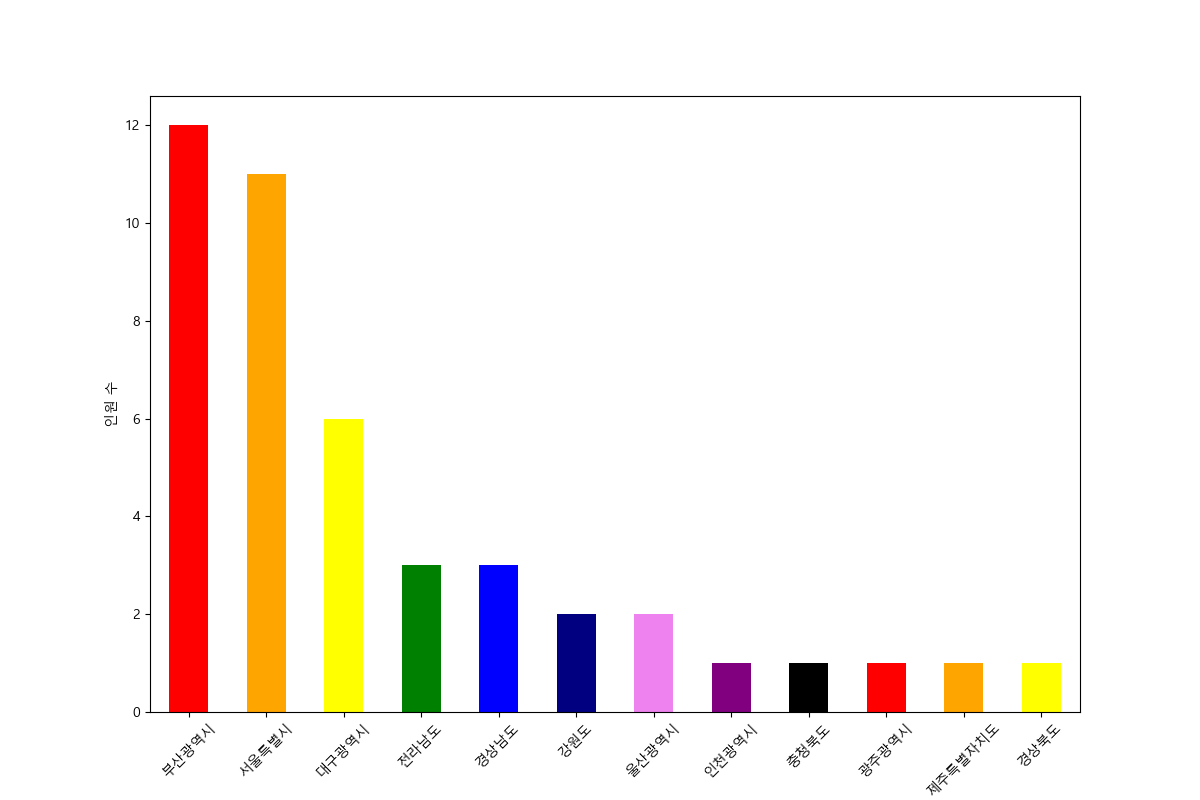 12
10
8
6
4
2
0
인원 수
부산광역시
서울특별시
대구광역시
전라남도
경상남도
강원도
울산광역시
인천광역시
충청북도
광주광역시
제주특별자치도
경상북도